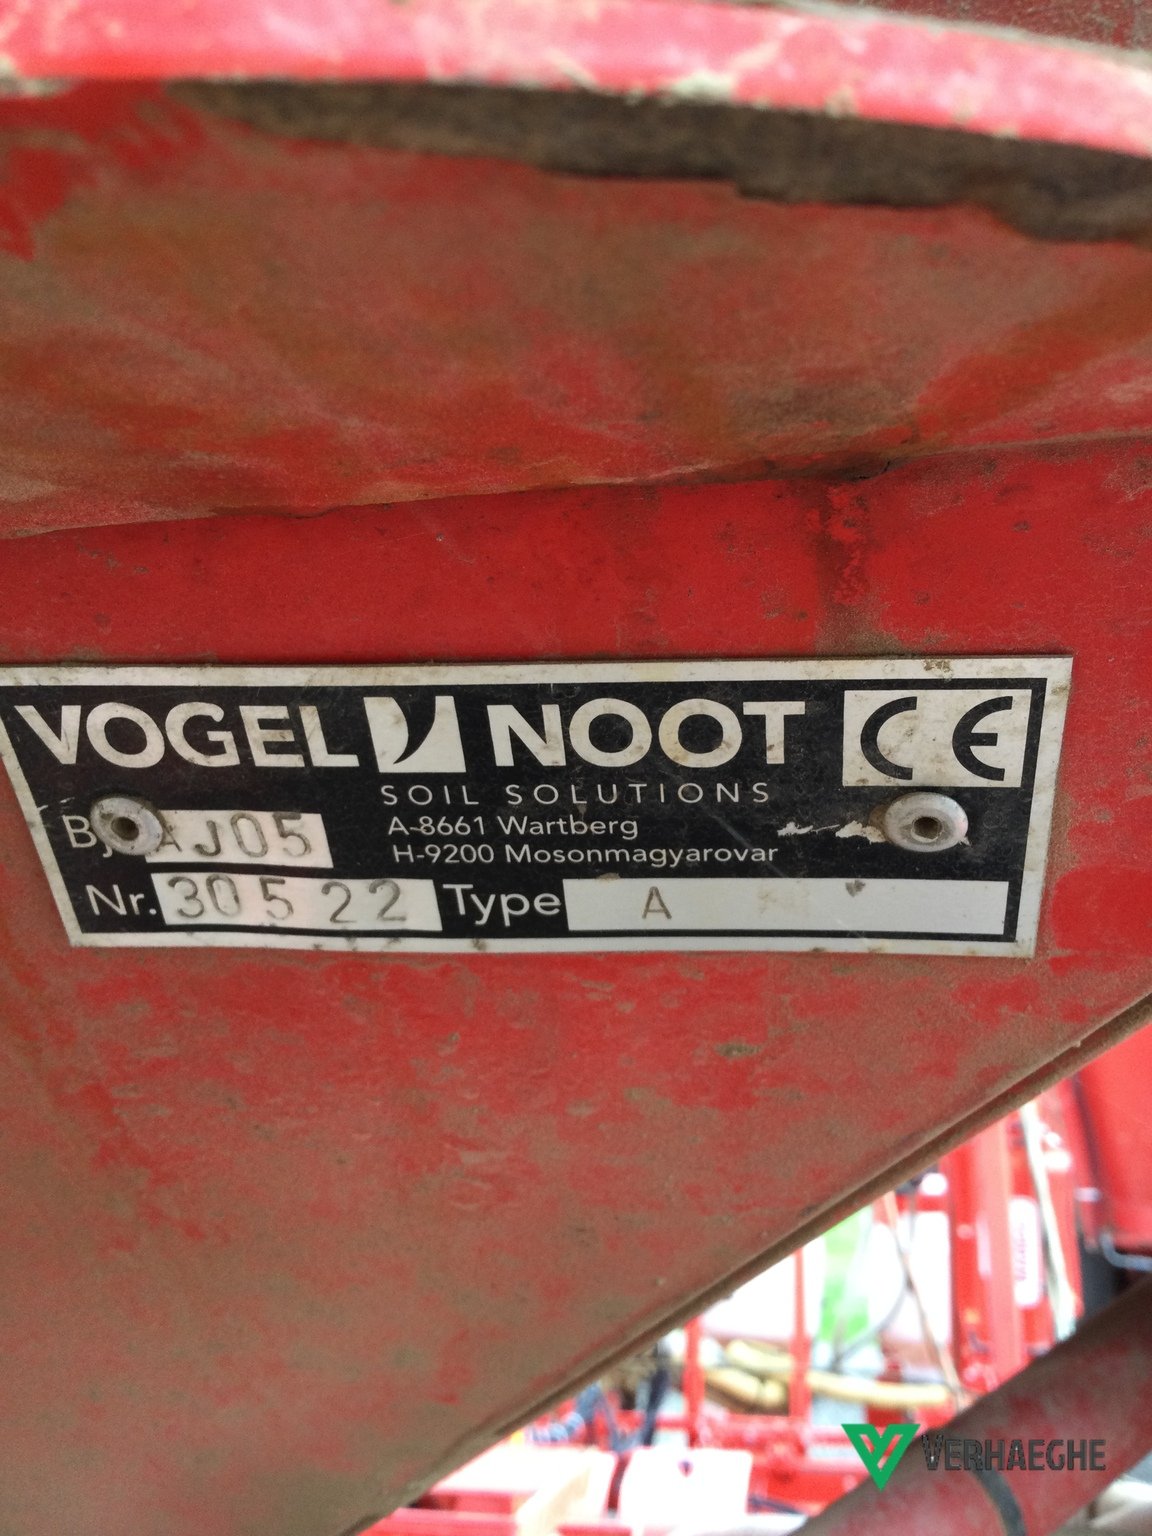 VOGEL NOOT CE
SOIL SOLUTIONS
AJ05
A-8661 Wartberg
H-9200 Mosonmagyarovar
Nr. 30522 Type A
VERHAEGHE